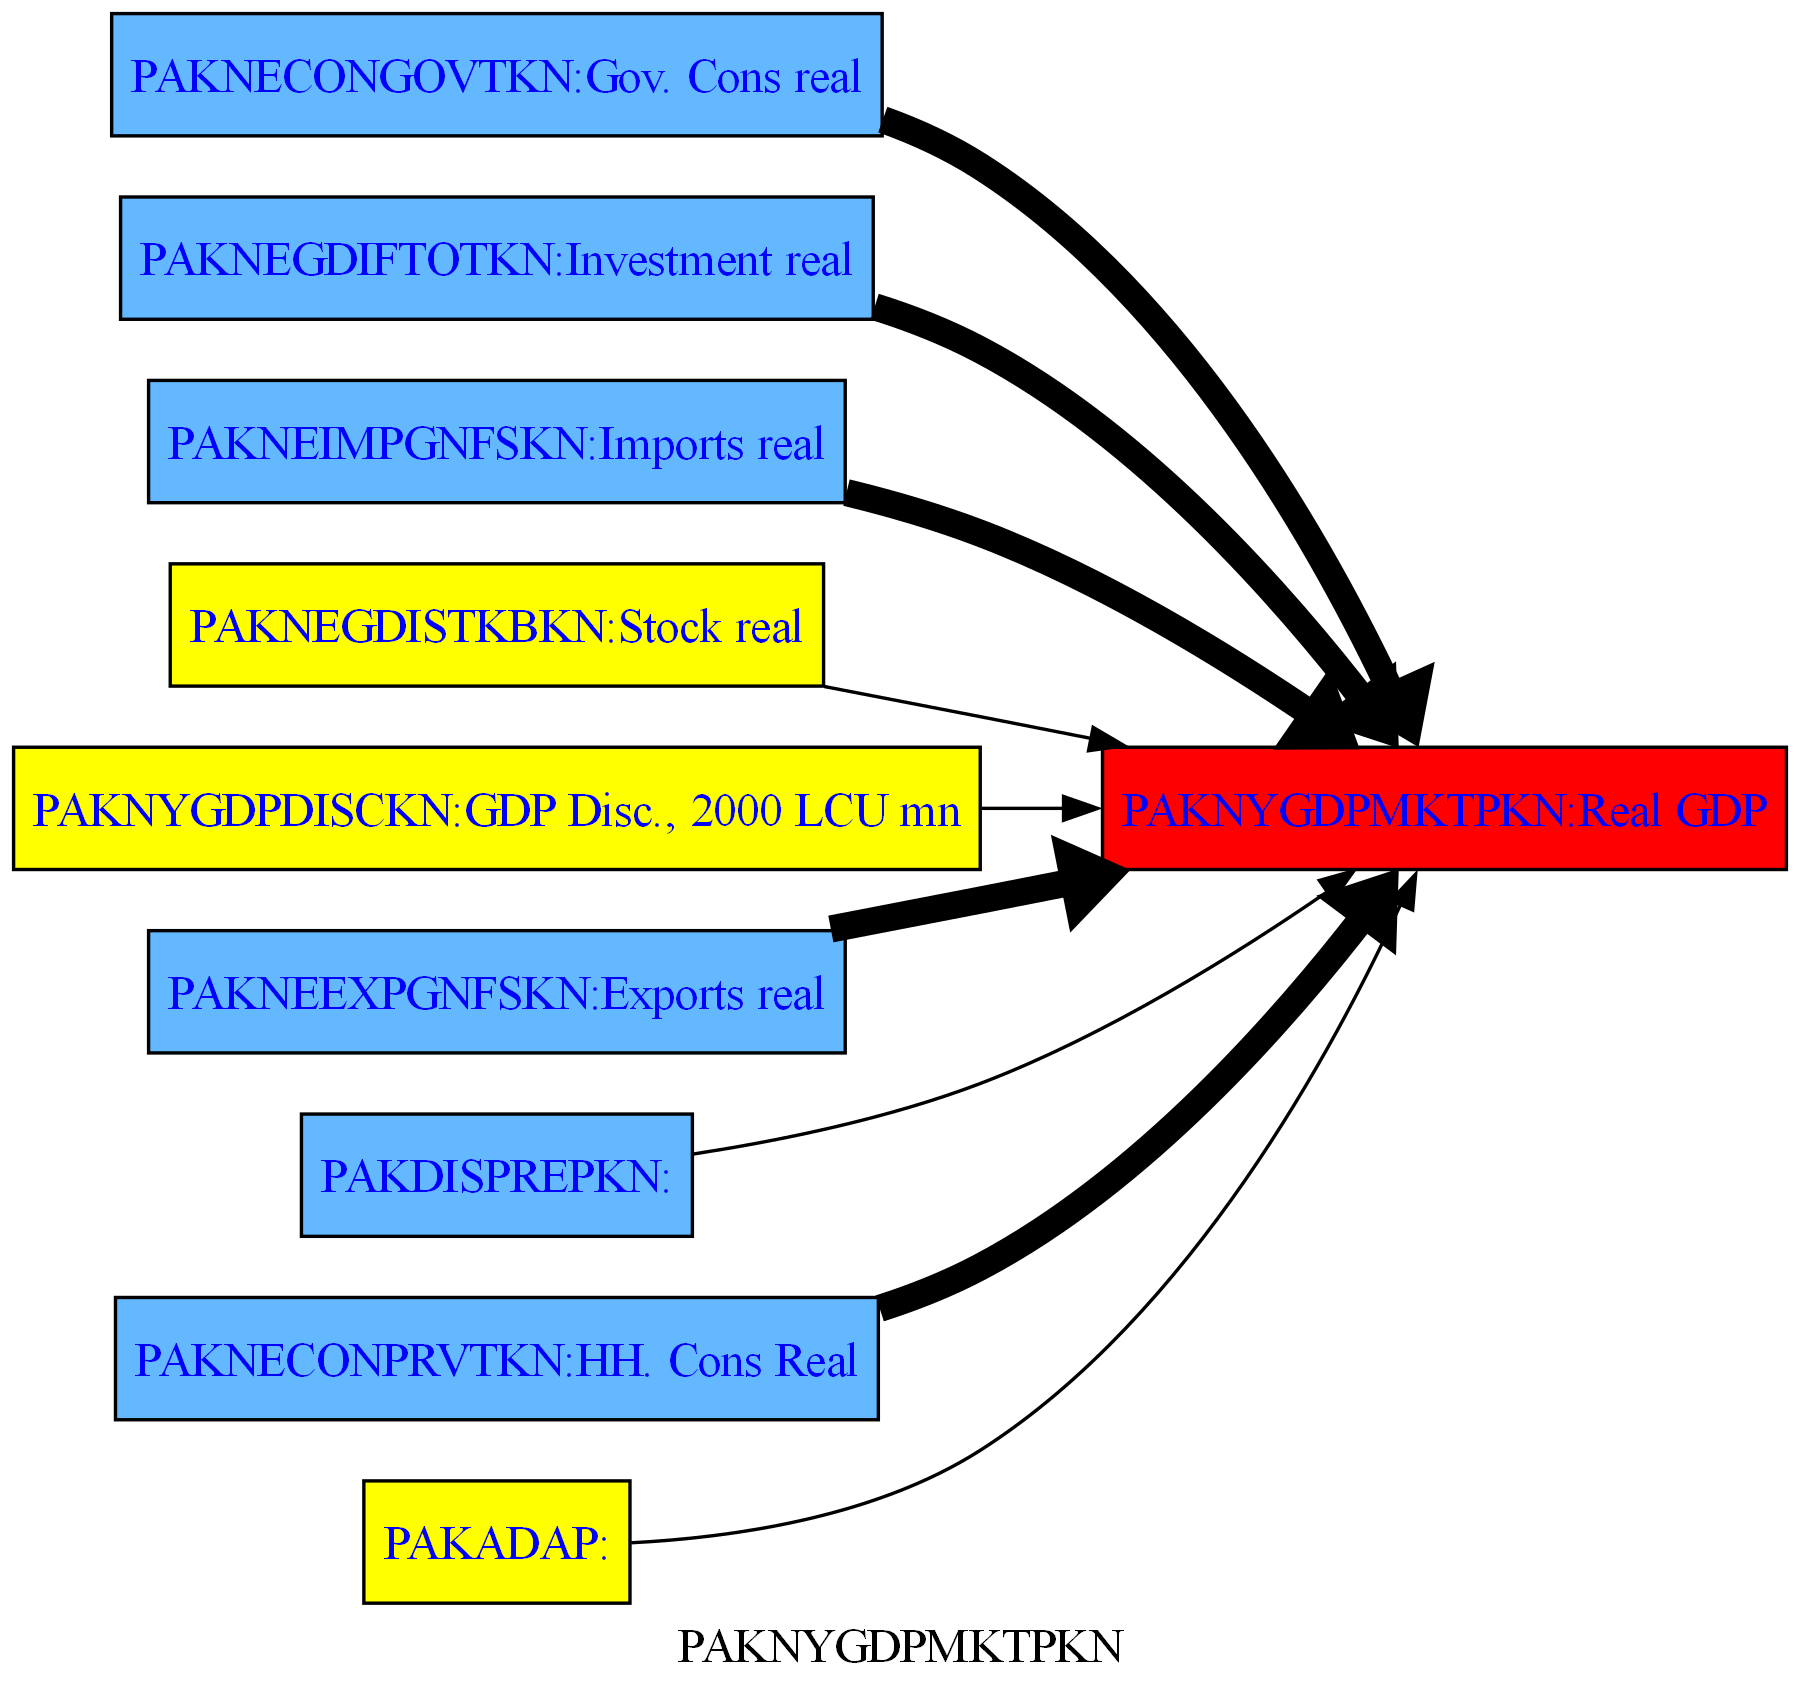 PAKNECONGOVTKN:Gov. Cons real
PAKNEGDIFTOTKN:Investment real
PAKNEIMPGNFSKN:Imports real
PAKNEGDISTKBKN:Stock real
PAKNYGDPDISCKN:GDP Disc., 2000 LCU mn
PAKNYGDPMKTPKN:Real GDP
PAKNEEXPGNFSKN:Exports real
PAKDISPREPKN:
PAKNECONPRVTKN:HH. Cons Real
PAKADAP:
PAKNYGDPMKTPKN